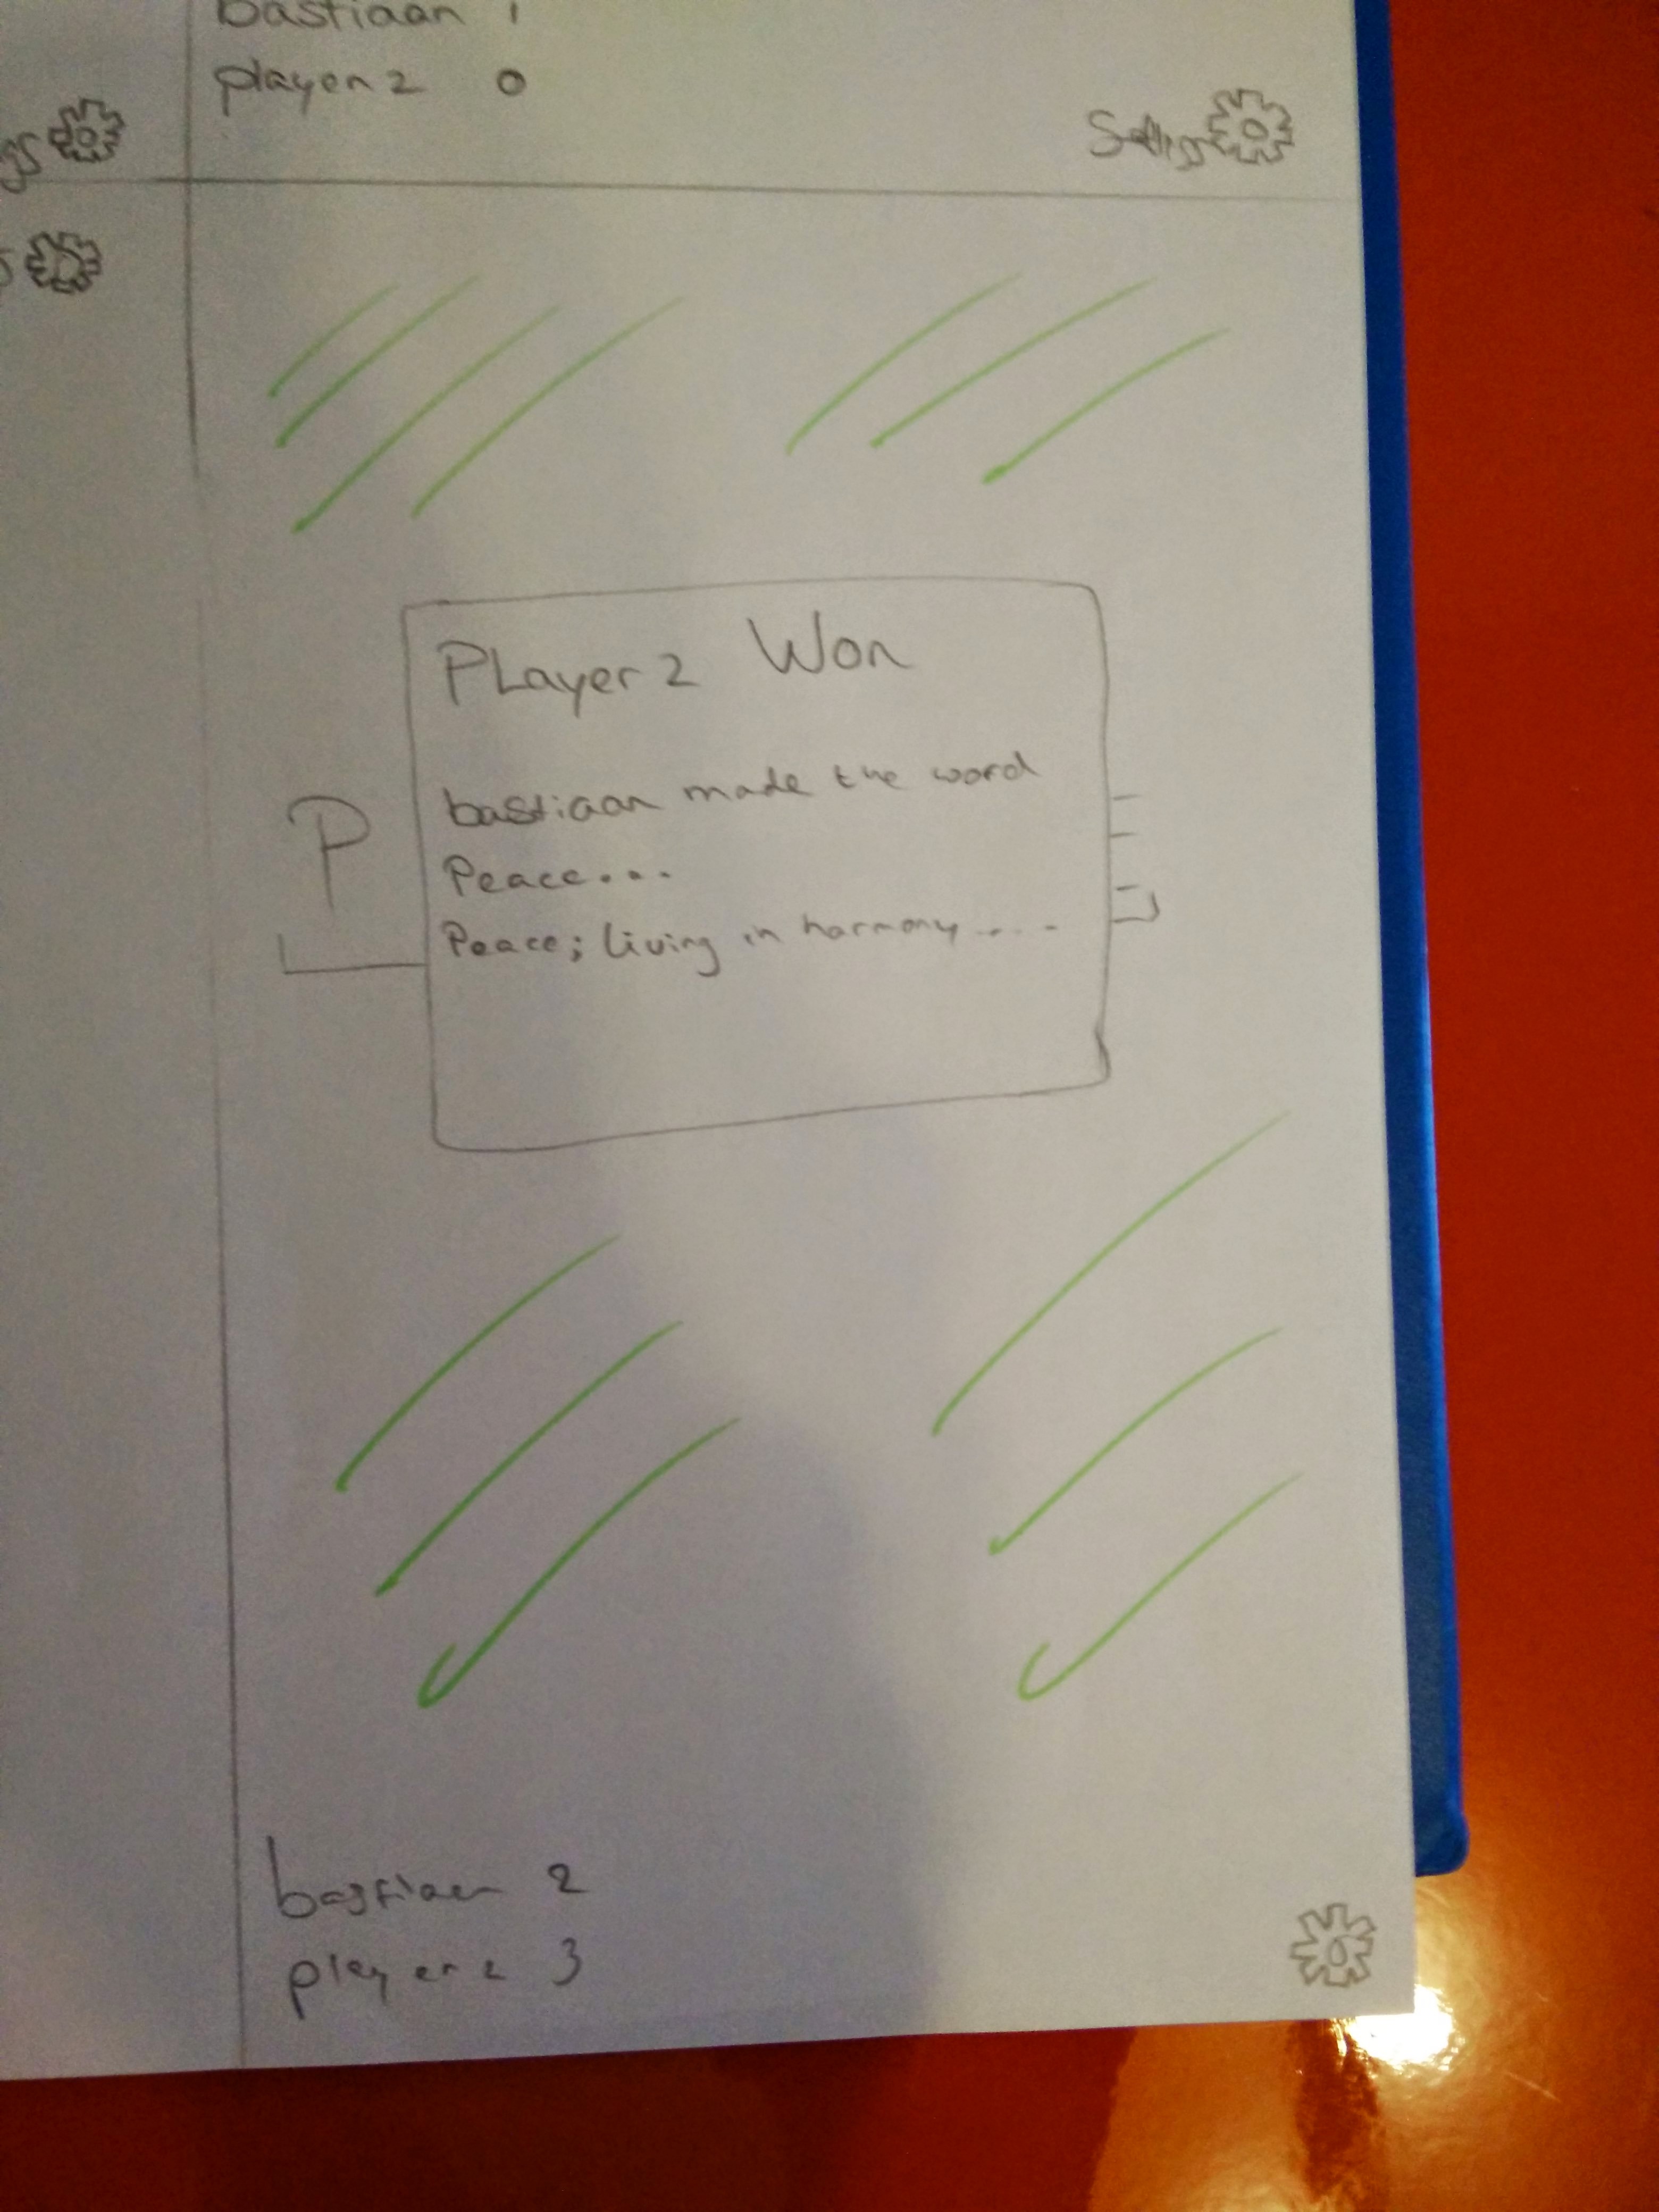 bastiaan 1
player 2 0
gs
Settings
s
PLayer 2 Won
bastiaan made the word
P
Peace...
Peace; living in harmony....
bastiaan 2
player 2 3